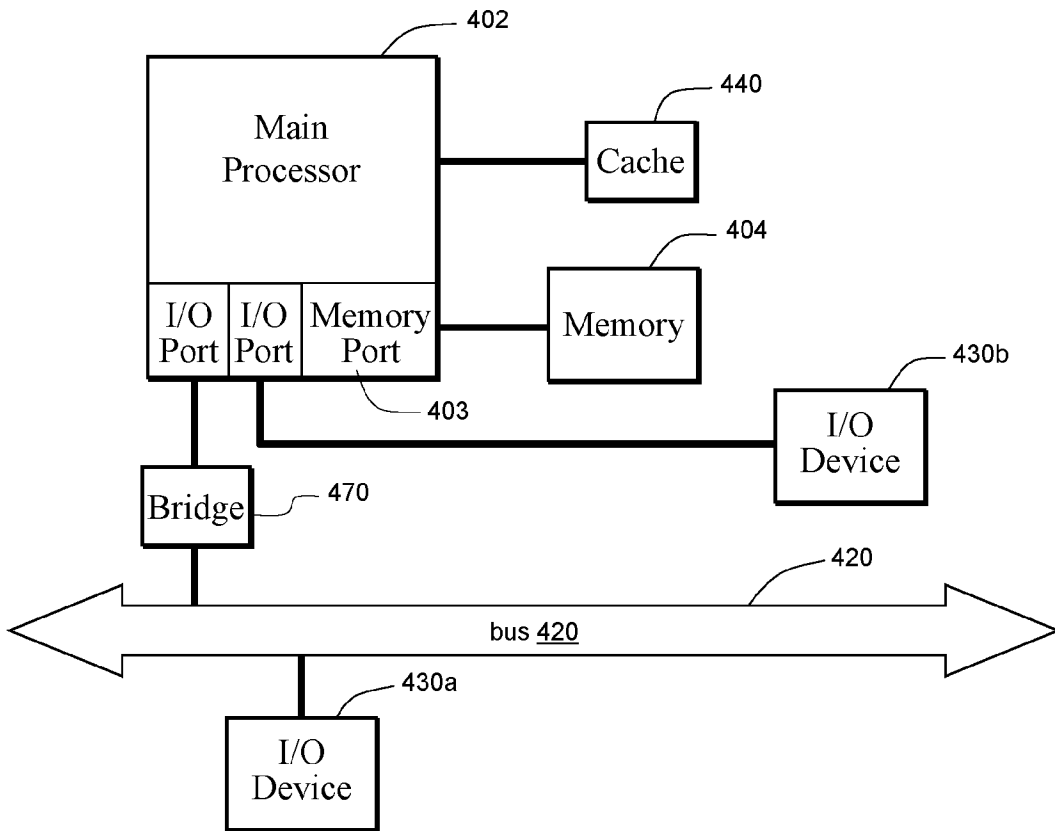 402
Main
Processor
440
Cache
404
Memory
I/O
Port
I/O
Port
Memory
Port
403
430b
I/O
Device
Bridge
470
420
bus 420
430a
I/O
Device